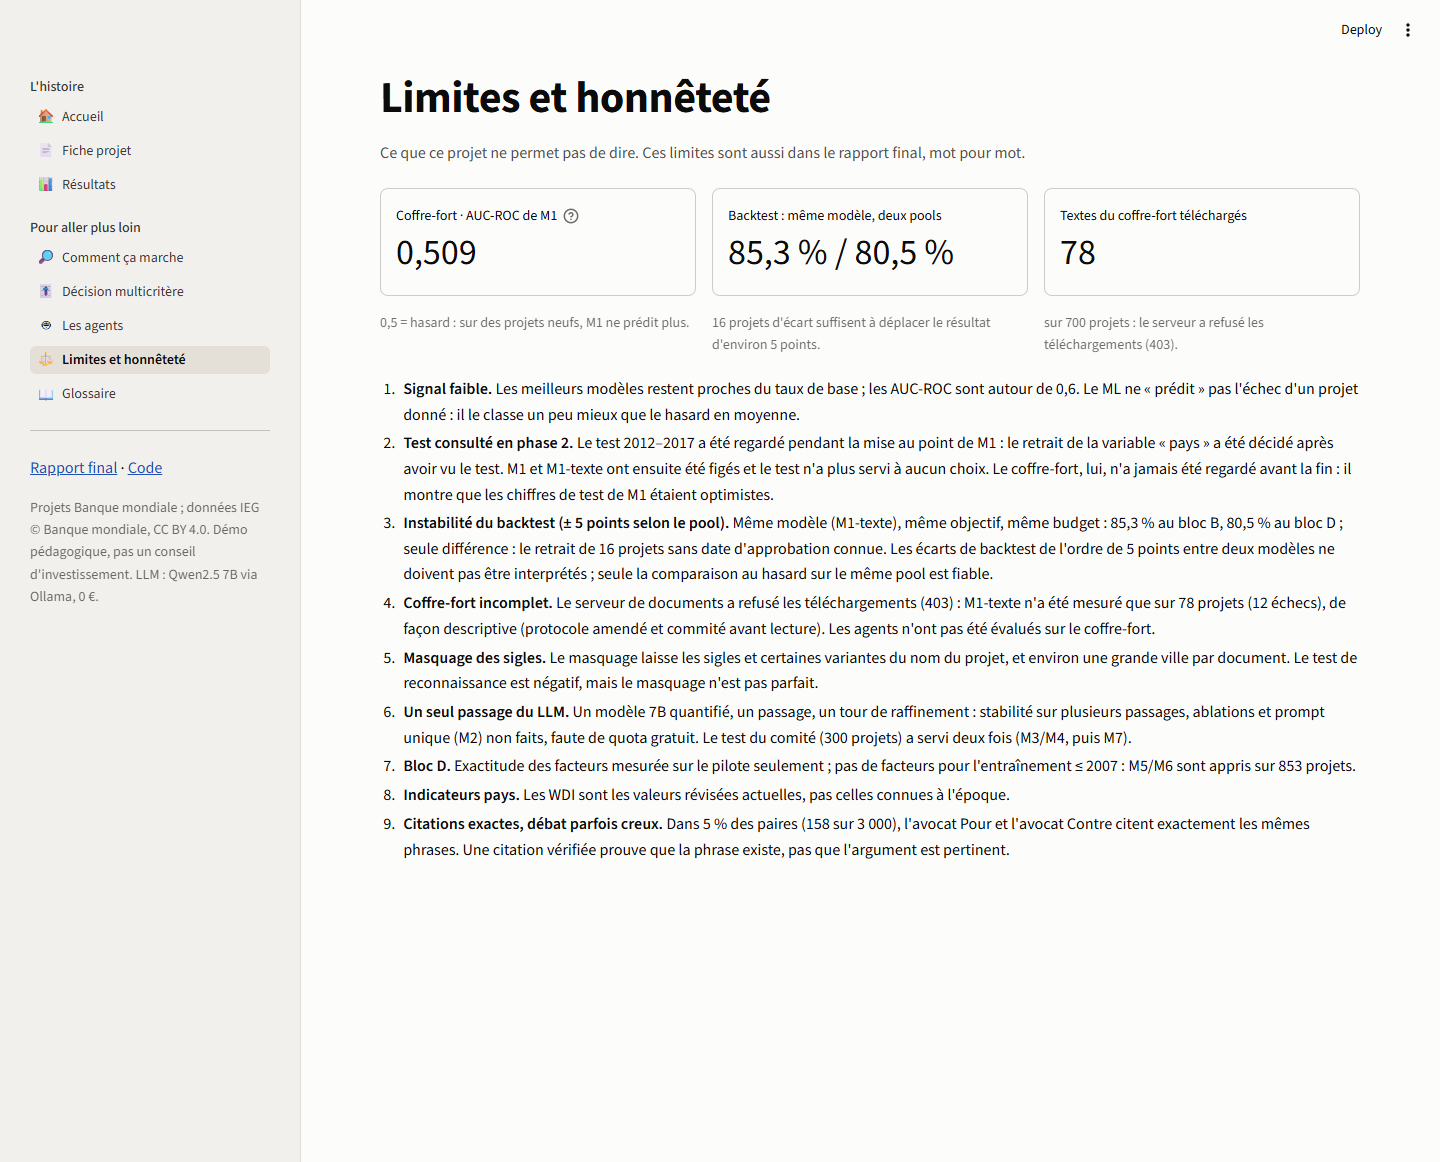 Deploy
L'histoire
Accueil
Fiche projet
Résultats
Pour aller plus loin
Comment ça marche
Décision multicritère
Les agents
Limites et honnêteté
Glossaire
Rapport final · Code
Projets Banque mondiale ; données IEG
© Banque mondiale, CC BY 4.0. Démo
pédagogique, pas un conseil
d'investissement. LLM : Qwen2.5 7B via
Ollama, 0 €.
Limites et honnêteté
Ce que ce projet ne permet pas de dire. Ces limites sont aussi dans le rapport final, mot pour mot.
Coffre-fort · AUC-ROC de M1
0,509
0,5 = hasard : sur des projets neufs, M1 ne prédit plus.
Backtest : même modèle, deux pools
85,3 % / 80,5 %
16 projets d'écart suffisent à déplacer le résultat
d'environ 5 points.
Textes du coffre-fort téléchargés
78
sur 700 projets : le serveur a refusé les
téléchargements (403).
1. Signal faible. Les meilleurs modèles restent proches du taux de base ; les AUC-ROC sont autour de 0,6. Le ML ne « prédit » pas l'échec d'un projet
donné : il le classe un peu mieux que le hasard en moyenne.
2. Test consulté en phase 2. Le test 2012–2017 a été regardé pendant la mise au point de M1 : le retrait de la variable « pays » a été décidé après
avoir vu le test. M1 et M1-texte ont ensuite été figés et le test n'a plus servi à aucun choix. Le coffre-fort, lui, n'a jamais été regardé avant la fin : il
montre que les chiffres de test de M1 étaient optimistes.
3. Instabilité du backtest (± 5 points selon le pool). Même modèle (M1-texte), même objectif, même budget : 85,3 % au bloc B, 80,5 % au bloc D ;
seule différence : le retrait de 16 projets sans date d'approbation connue. Les écarts de backtest de l'ordre de 5 points entre deux modèles ne
doivent pas être interprétés ; seule la comparaison au hasard sur le même pool est fiable.
4. Coffre-fort incomplet. Le serveur de documents a refusé les téléchargements (403) : M1-texte n'a été mesuré que sur 78 projets (12 échecs), de
façon descriptive (protocole amendé et commité avant lecture). Les agents n'ont pas été évalués sur le coffre-fort.
5. Masquage des sigles. Le masquage laisse les sigles et certaines variantes du nom du projet, et environ une grande ville par document. Le test de
reconnaissance est négatif, mais le masquage n'est pas parfait.
6. Un seul passage du LLM. Un modèle 7B quantifié, un passage, un tour de raffinement : stabilité sur plusieurs passages, ablations et prompt
unique (M2) non faits, faute de quota gratuit. Le test du comité (300 projets) a servi deux fois (M3/M4, puis M7).
7. Bloc D. Exactitude des facteurs mesurée sur le pilote seulement ; pas de facteurs pour l'entraînement ≤ 2007 : M5/M6 sont appris sur 853 projets.
8. Indicateurs pays. Les WDI sont les valeurs révisées actuelles, pas celles connues à l'époque.
9. Citations exactes, débat parfois creux. Dans 5 % des paires (158 sur 3 000), l'avocat Pour et l'avocat Contre citent exactement les mêmes
phrases. Une citation vérifiée prouve que la phrase existe, pas que l'argument est pertinent.